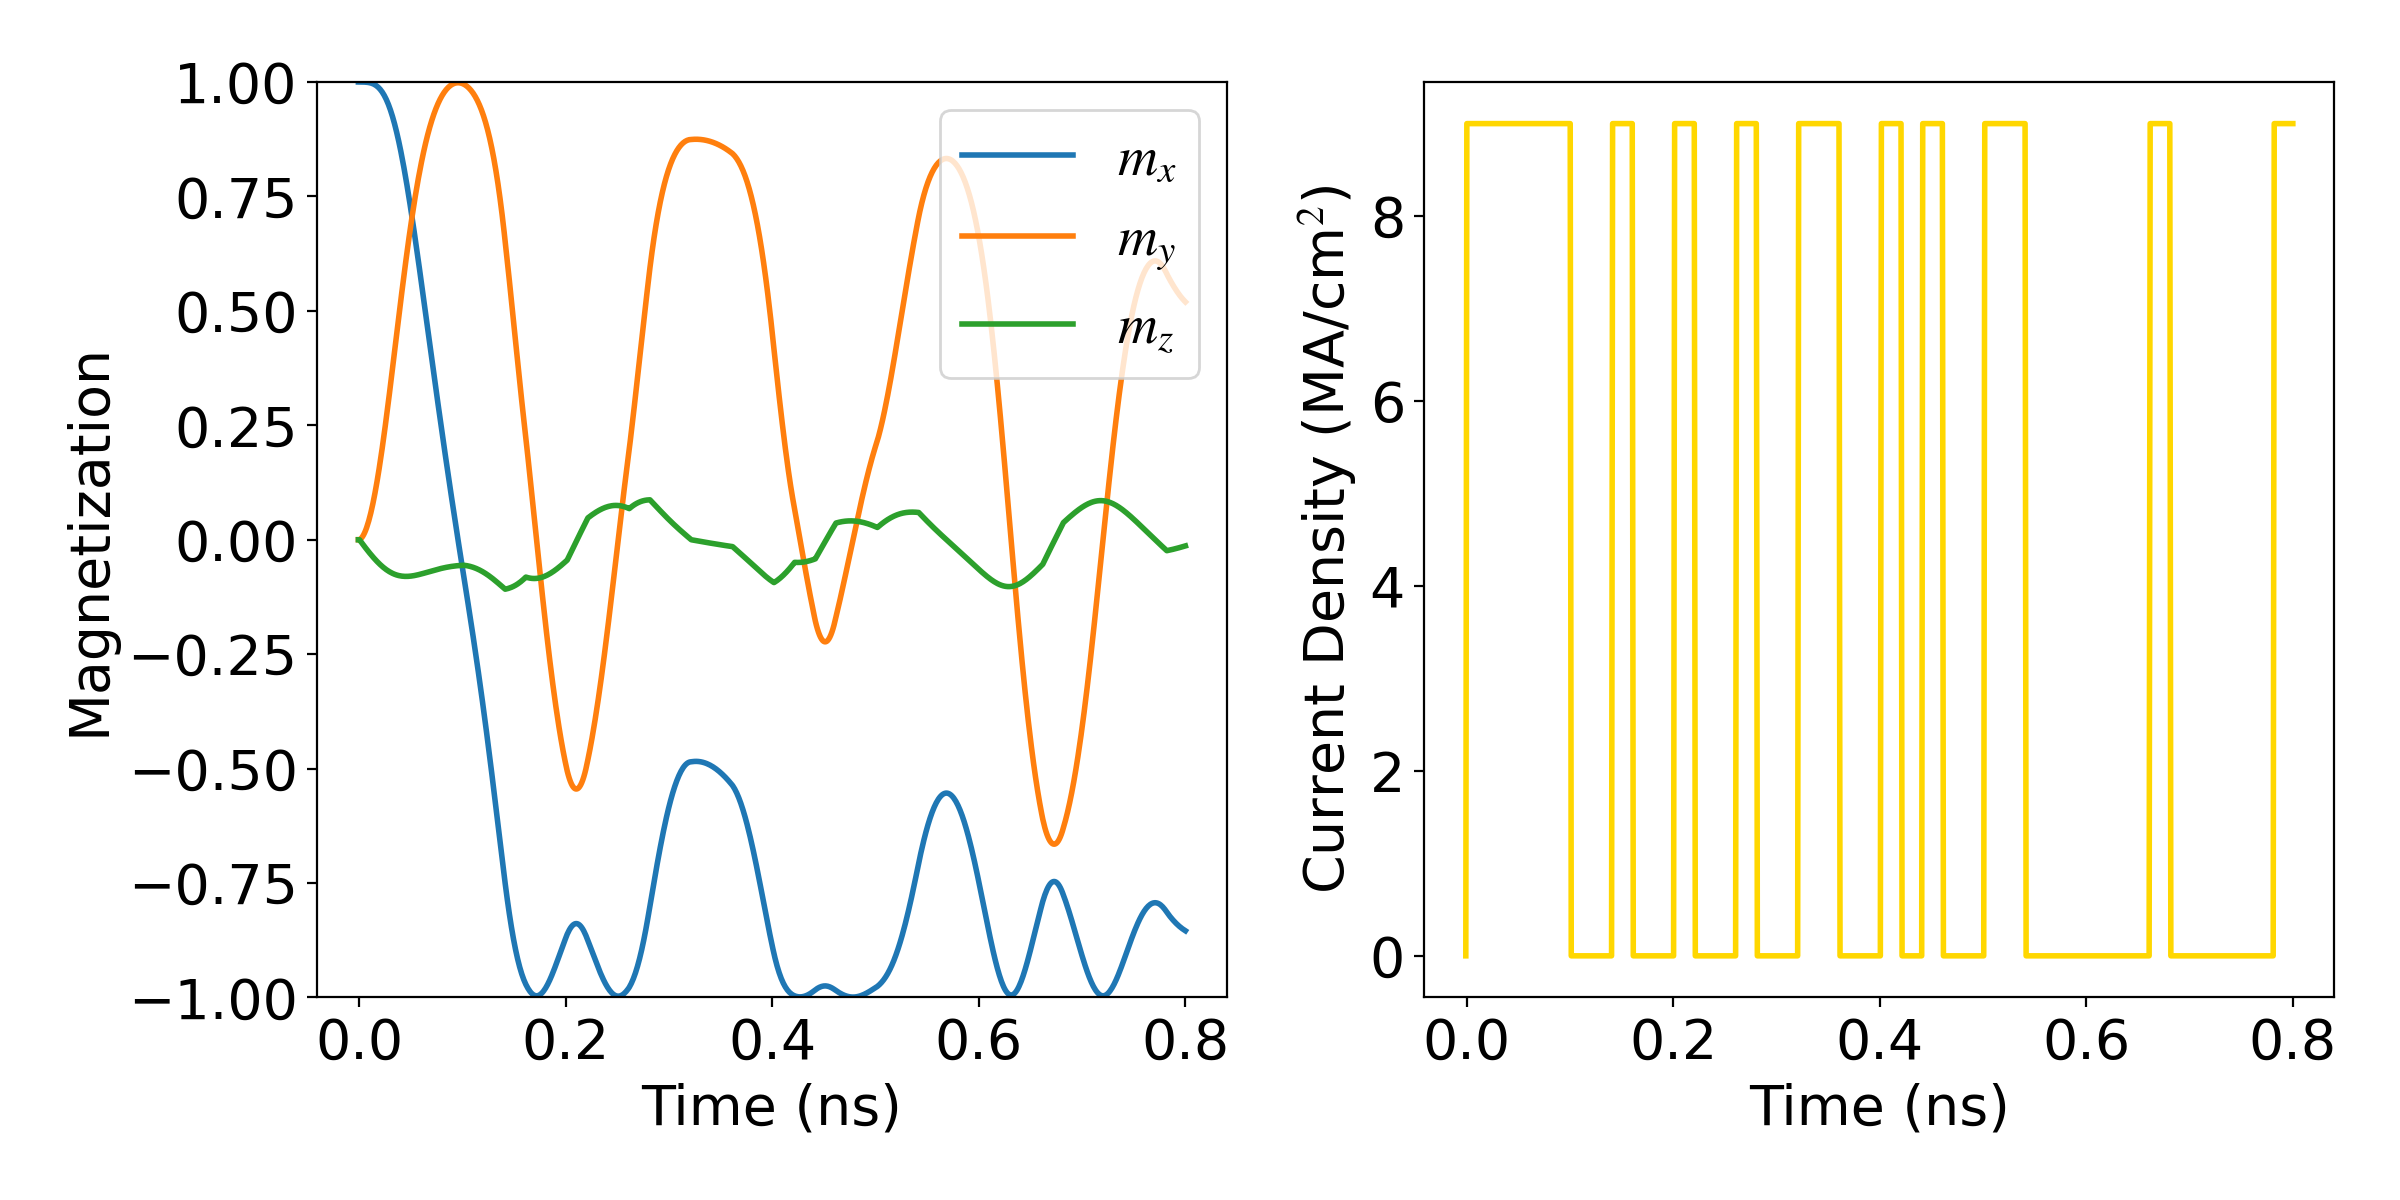 1.00
0.75
0.50
0.25
0.00
−0.25
−0.50
−0.75
−1.00
Magnetization
0.0 0.2 0.4 0.6 0.8
Time (ns)
mₓ
m_y
m_z
8
6
4
2
0
Current Density (MA/cm²)
0.0 0.2 0.4 0.6 0.8
Time (ns)